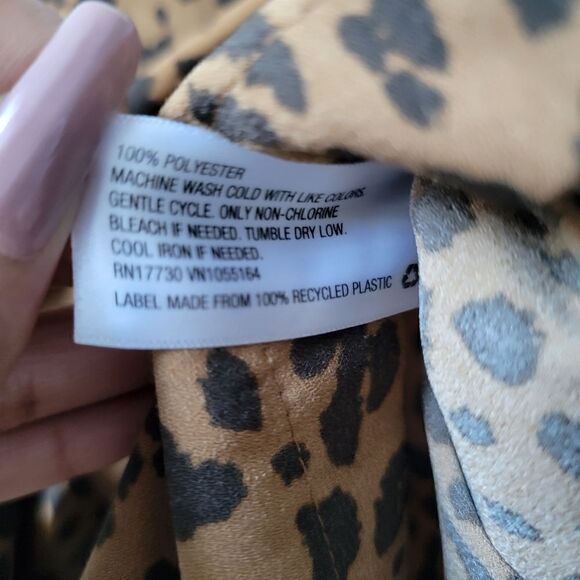 100% POLYESTER
MACHINE WASH COLD WITH LIKE COLORS.
GENTLE CYCLE. ONLY NON-CHLORINE
BLEACH IF NEEDED. TUMBLE DRY LOW.
COOL IRON IF NEEDED.
RN17730 VN1055164
LABEL MADE FROM 100% RECYCLED PLASTIC